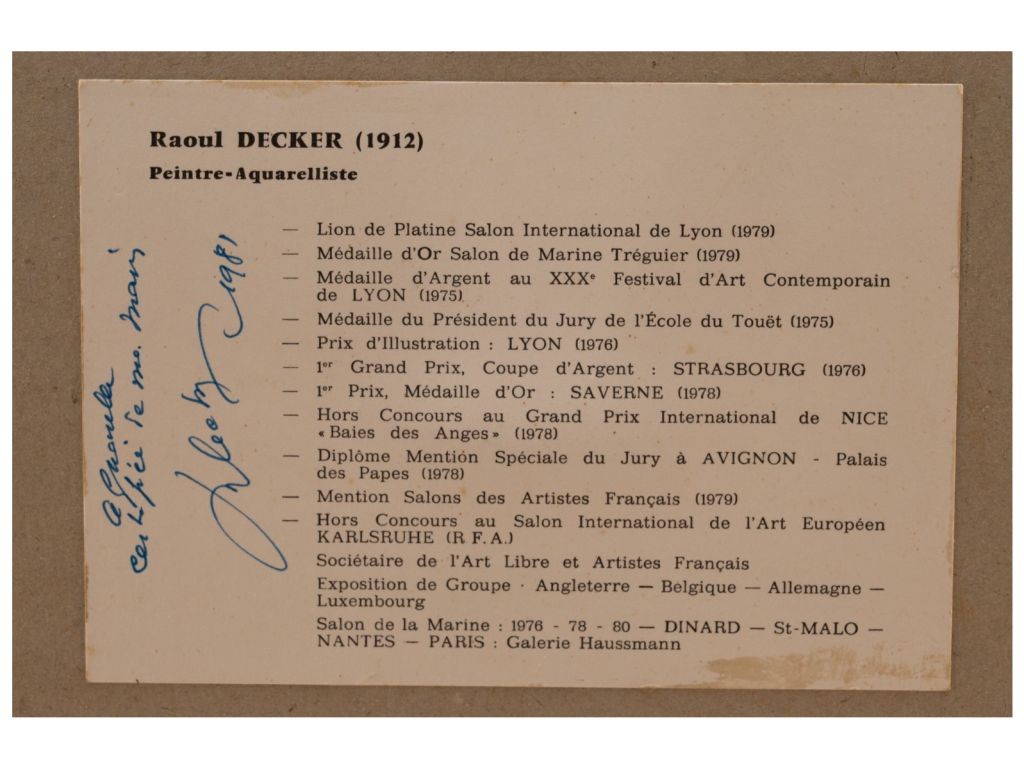 Raoul DECKER (1912)
Peintre-Aquarelliste
— Lion de Platine Salon International de Lyon (1979)
— Médaille d'Or Salon de Marine Tréguier (1979)
— Médaille d'Argent au XXXe Festival d'Art Contemporain
de LYON (1975)
— Médaille du Président du Jury de l'École du Touët (1975)
— Prix d'Illustration : LYON (1976)
— 1er Grand Prix, Coupe d'Argent : STRASBOURG (1976)
— 1er Prix, Médaille d'Or : SAVERNE (1978)
— Hors Concours au Grand Prix International de NICE
« Baies des Anges » (1978)
— Diplôme Mention Spéciale du Jury à AVIGNON - Palais
des Papes (1978)
— Mention Salons des Artistes Français (1979)
— Hors Concours au Salon International de l'Art Européen
KARLSRUHE (R F.A.)
Sociétaire de l'Art Libre et Artistes Français
Exposition de Groupe · Angleterre — Belgique — Allemagne —
Luxembourg
Salon de la Marine : 1976 - 78 - 80 — DINARD — St-MALO —
NANTES — PARIS : Galerie Haussmann
certifié de ma main
1981